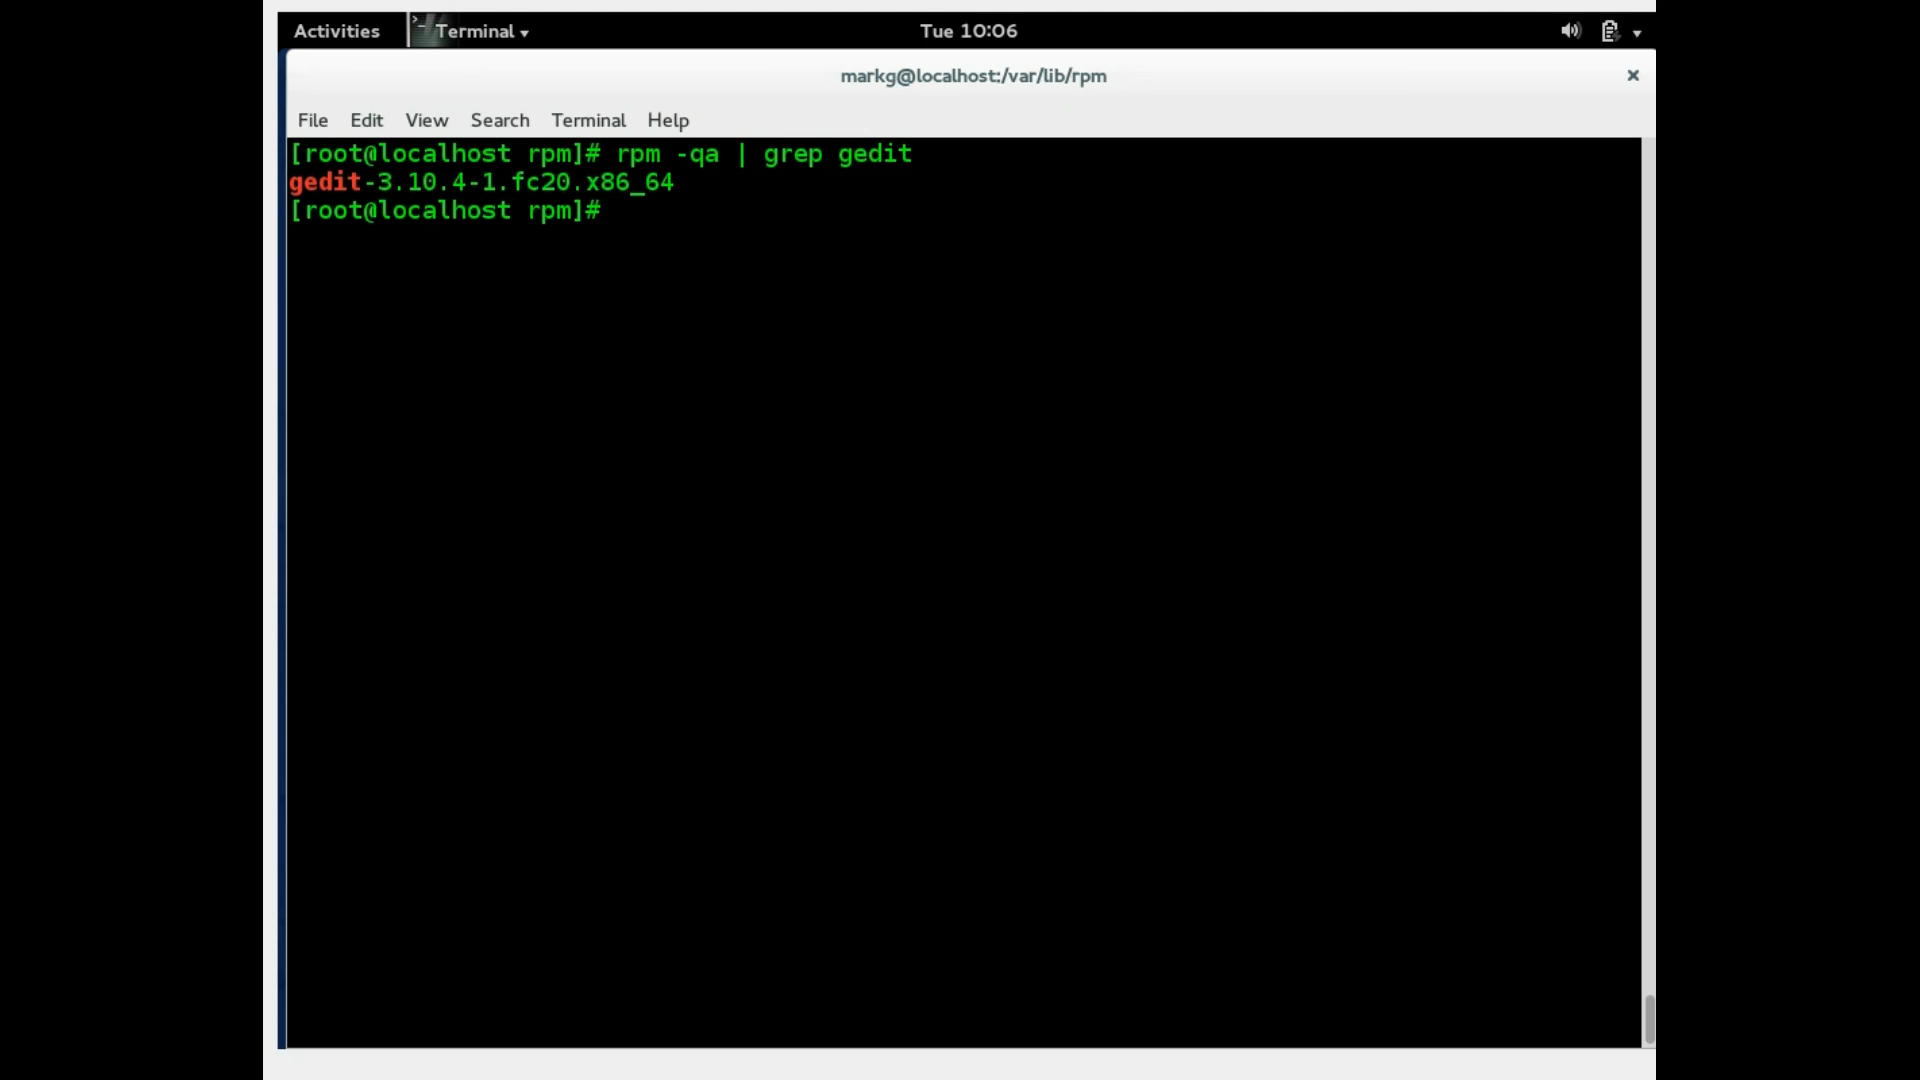 Activities Terminal Tue 10:06
markg@localhost:/var/lib/rpm
File Edit View Search Terminal Help
[root@localhost rpm]# rpm -qa | grep gedit
gedit-3.10.4-1.fc20.x86_64
[root@localhost rpm]#